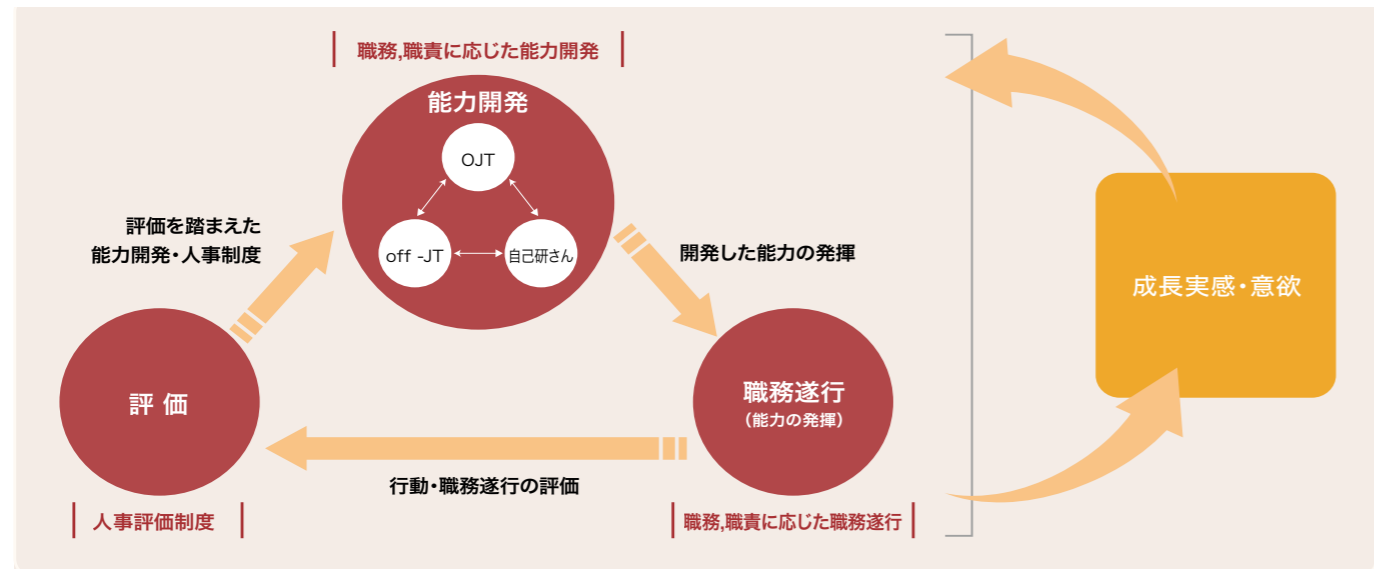 職務,職責に応じた能力開発
能力開発
OJT
off -JT
自己研さん
評価を踏まえた
能力開発・人事制度
開発した能力の発揮
成長実感・意欲
評 価
職務遂行
（能力の発揮）
行動・職務遂行の評価
人事評価制度
職務,職責に応じた職務遂行